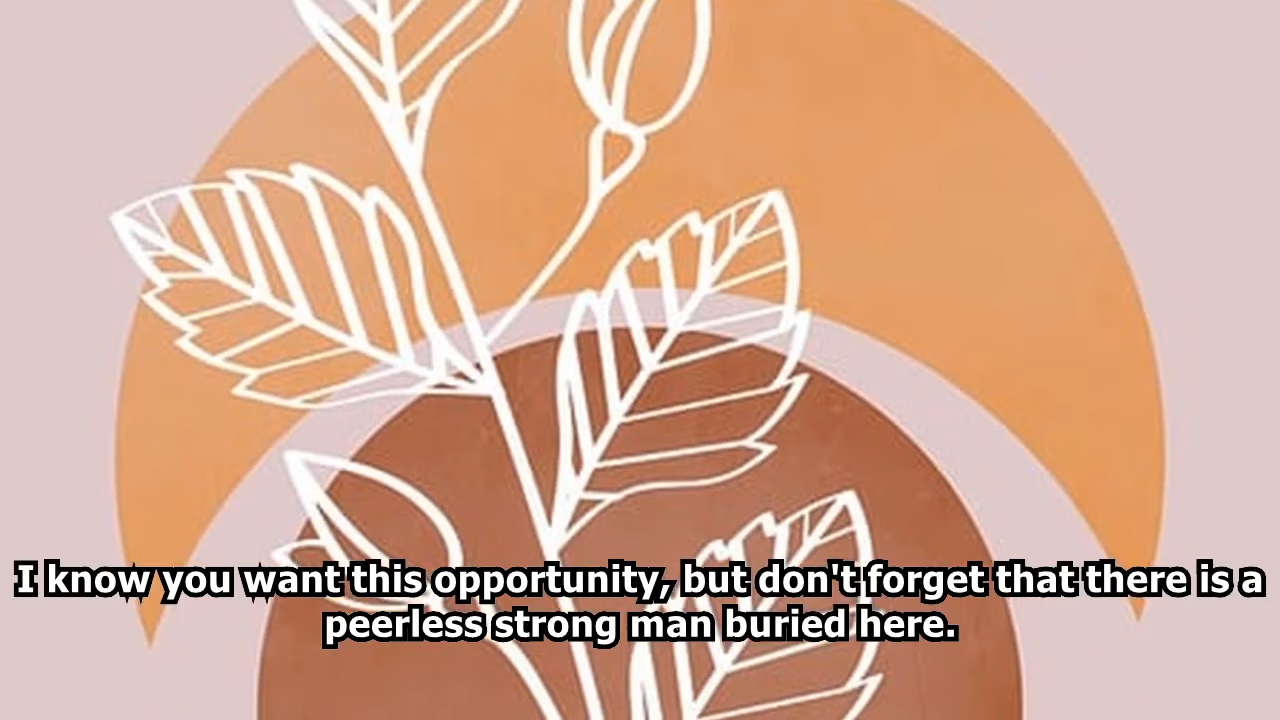 I know you want this opportunity, but don't forget that there is a
peerless strong man buried here.